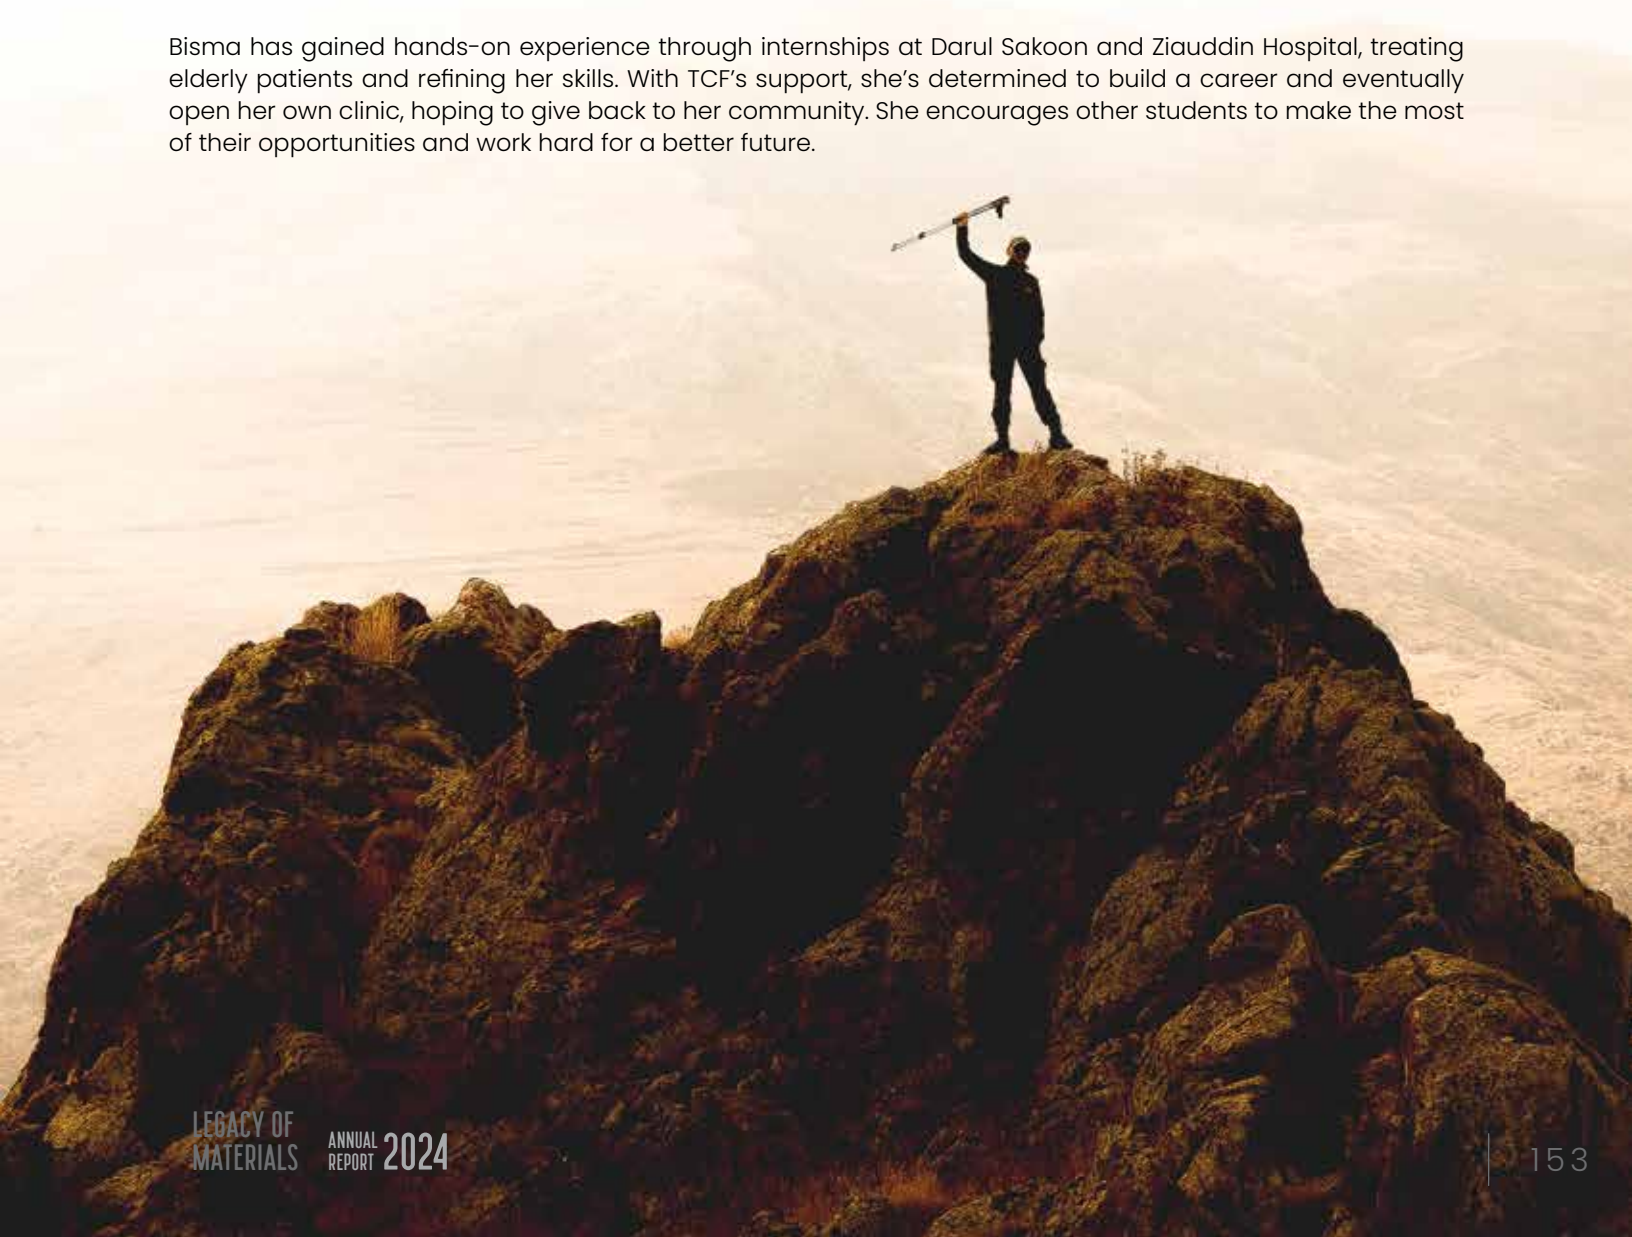 Bisma has gained hands-on experience through internships at Darul Sakoon and Ziauddin Hospital, treating
elderly patients and refining her skills. With TCF's support, she's determined to build a career and eventually
open her own clinic, hoping to give back to her community. She encourages other students to make the most
of their opportunities and work hard for a better future.
LEGACY OF
MATERIALS
ANNUAL
REPORT 2024
153